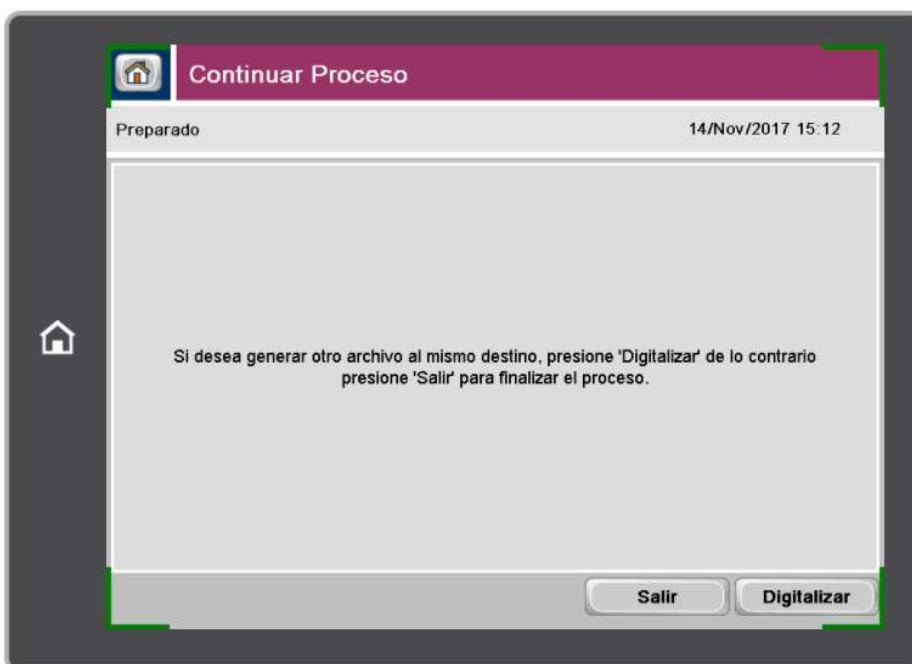 Continuar Proceso
Preparado 14/Nov/2017 15:12
Si desea generar otro archivo al mismo destino, presione 'Digitalizar' de lo contrario
presione 'Salir' para finalizar el proceso.
Salir Digitalizar